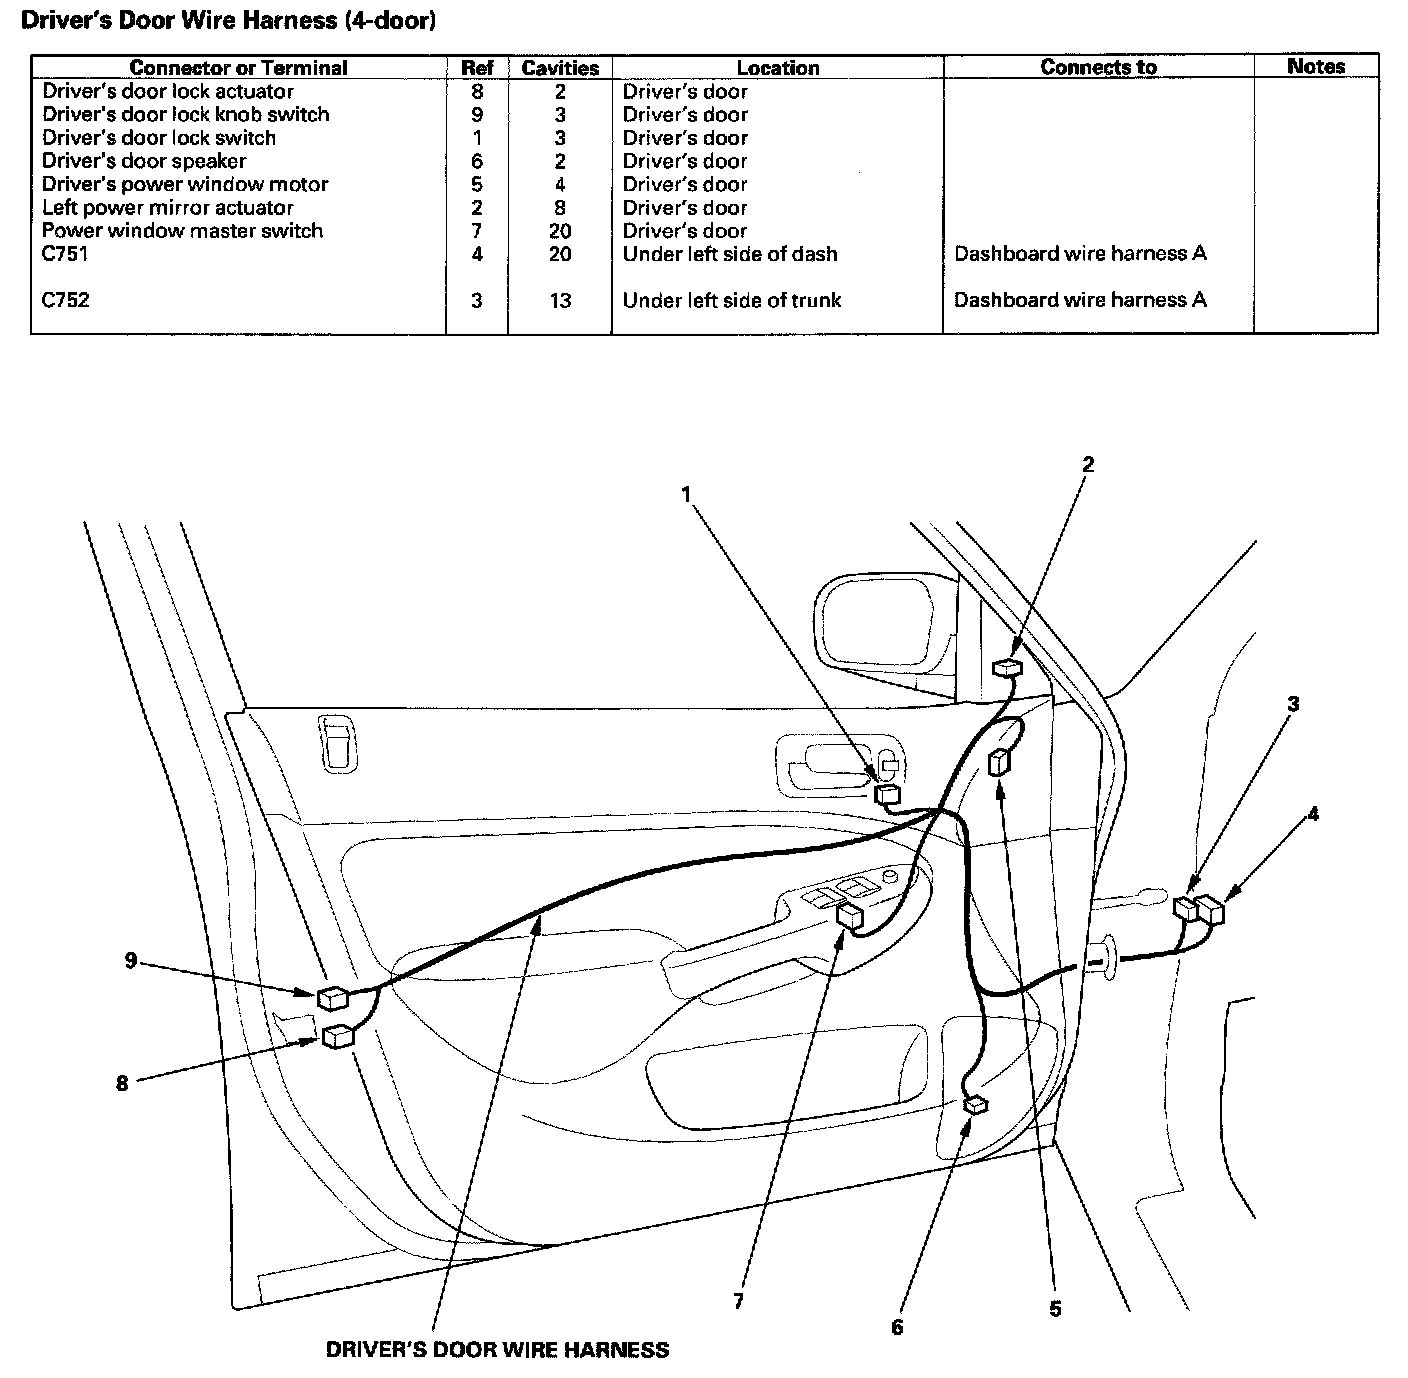 Driver's Door Wire Harness (4-door)
Connector or Terminal Ref Cavities Location Connects to Notes
Driver's door lock actuator 8 2 Driver's door
Driver's door lock knob switch 9 3 Driver's door
Driver's door lock switch 1 3 Driver's door
Driver's door speaker 6 2 Driver's door
Driver's power window motor 5 4 Driver's door
Left power mirror actuator 2 8 Driver's door
Power window master switch 7 20 Driver's door
C751 4 20 Under left side of dash Dashboard wire harness A
C752 3 13 Under left side of trunk Dashboard wire harness A
2
1
3
4
9
8
7
5
6
DRIVER'S DOOR WIRE HARNESS